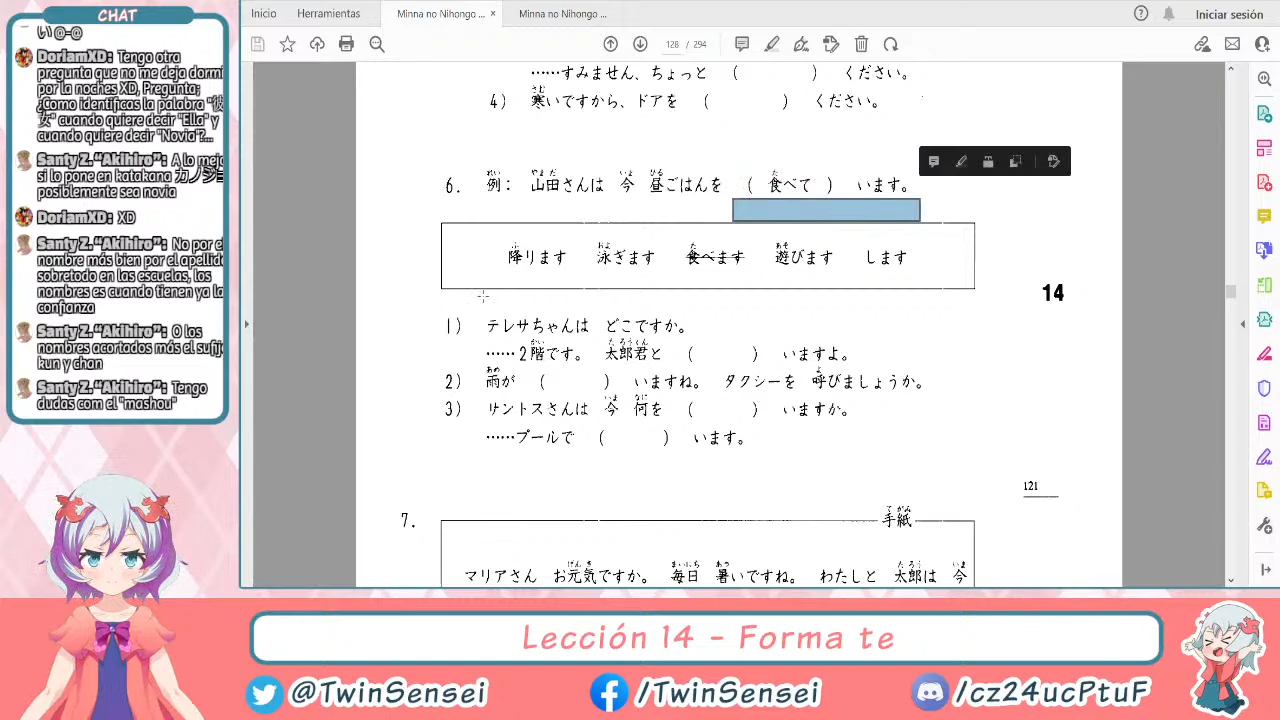 CHAT
い @-@
DoriamXD: Tengo otra
pregunta que no me deja dormi
por la noches XD, Pregunta;
¿Como identificas la palabra "彼
女" cuando quiere decir "Ella" y
cuando quiere decir "Novia"?...
Santy Z.“Akihiro”: A lo mejo
si lo pone en katakana カノジョ
posiblemente sea novia
DoriamXD: XD
Santy Z.“Akihiro”: No por el
nombre más bien por el apellid
sobretodo en las escuelas, los
nombres es cuando tienen ya la
confianza
Santy Z.“Akihiro”: O los
nombres acortados más el sufij
kun y chan
Santy Z.“Akihiro”: Tengo
dudas com el "mashou"
Inicio Herramientas Minna no Nihongo ... × Minna no Nihongo ... Iniciar sesión
128 / 294
……すみません、ちょっと ( ください。
4) 寒いですから、ドアを ( ) ください。
6. 例： 山田さんは 今 昼ごはんを ( 食べて ) います。
降ります 泳ぎます 食べます 遊びます します
14
1) テレサちゃんは どこですか。
……2階です。 太郎君と ( ) いますよ。
2) 雨が ( ) いますね。 タクシーを 呼びましょうか。
3) サントスさんは 今 何を ( ) いますか。
……プールで ( ) います。
121
7. 手紙
マリアさん お元気ですか。 毎日 暑いですね。 わたしと 太郎は 今
Lección 14 - Forma te
@TwinSensei /TwinSensei /cz24ucPtuF